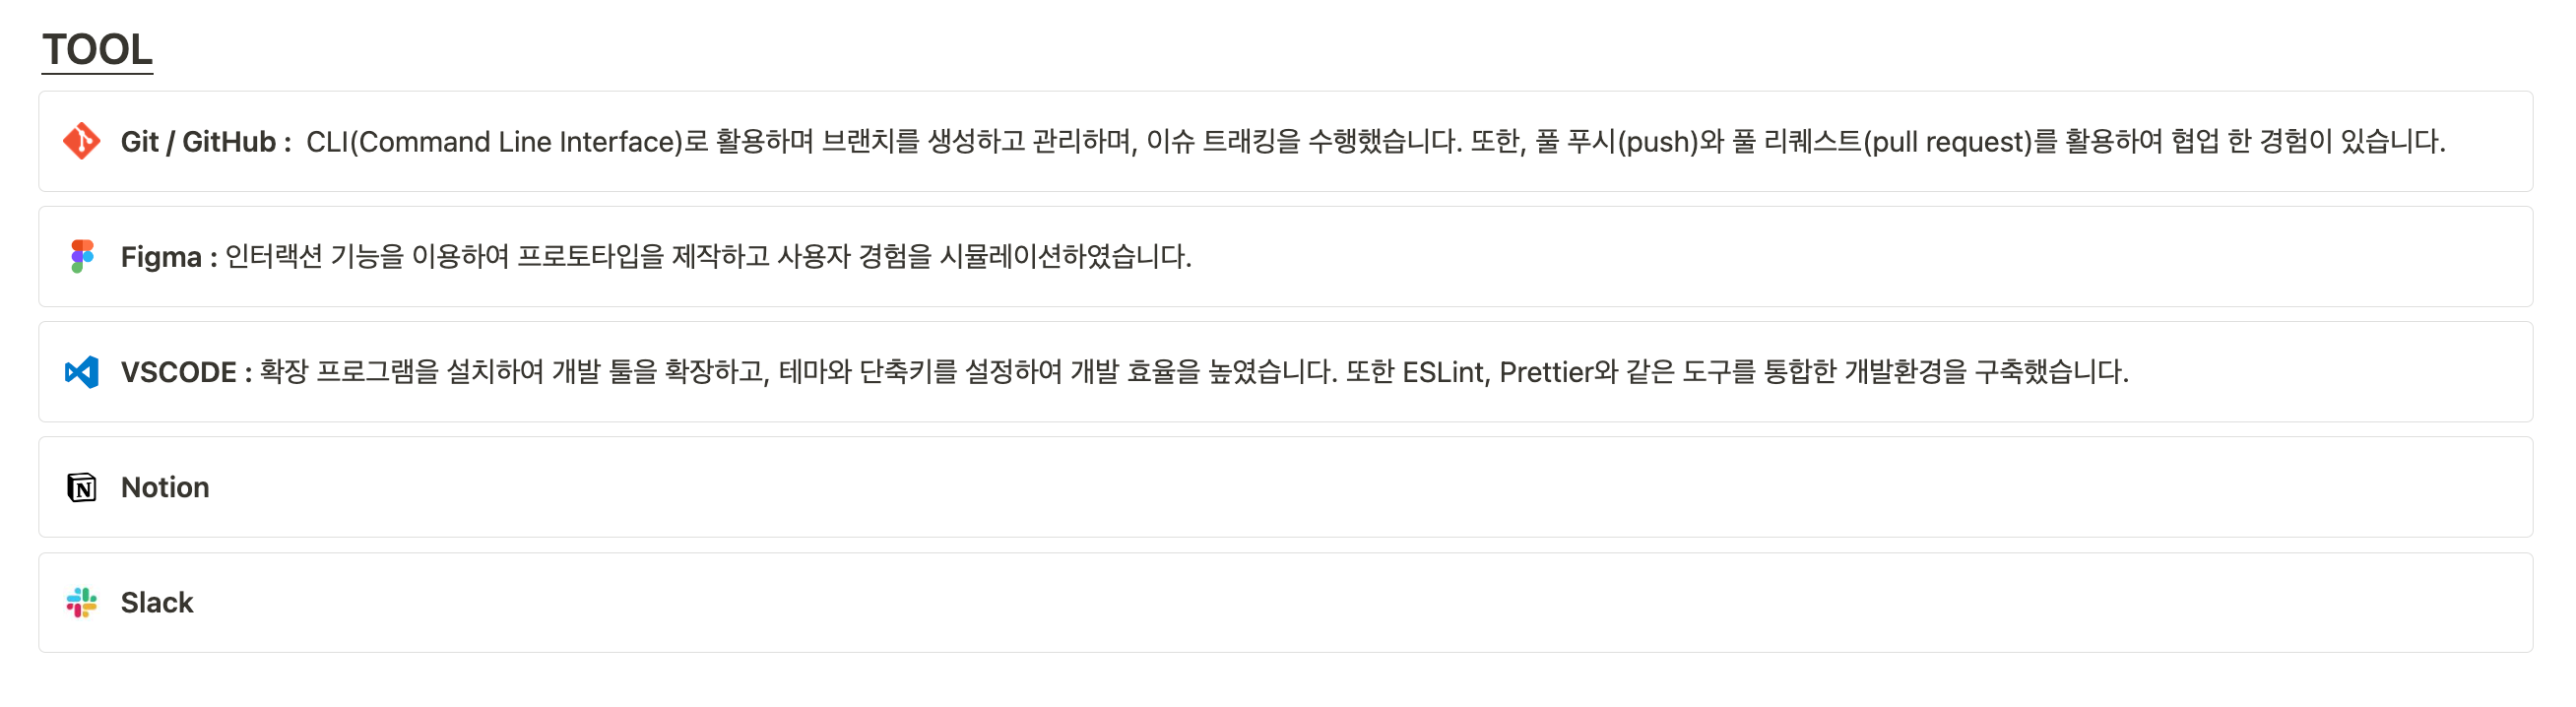 TOOL
Git / GitHub : CLI(Command Line Interface)로 활용하며 브랜치를 생성하고 관리하며, 이슈 트래킹을 수행했습니다. 또한, 풀 푸시(push)와 풀 리퀘스트(pull request)를 활용하여 협업 한 경험이 있습니다.
Figma : 인터랙션 기능을 이용하여 프로토타입을 제작하고 사용자 경험을 시뮬레이션하였습니다.
VSCODE : 확장 프로그램을 설치하여 개발 툴을 확장하고, 테마와 단축키를 설정하여 개발 효율을 높였습니다. 또한 ESLint, Prettier와 같은 도구를 통합한 개발환경을 구축했습니다.
Notion
Slack